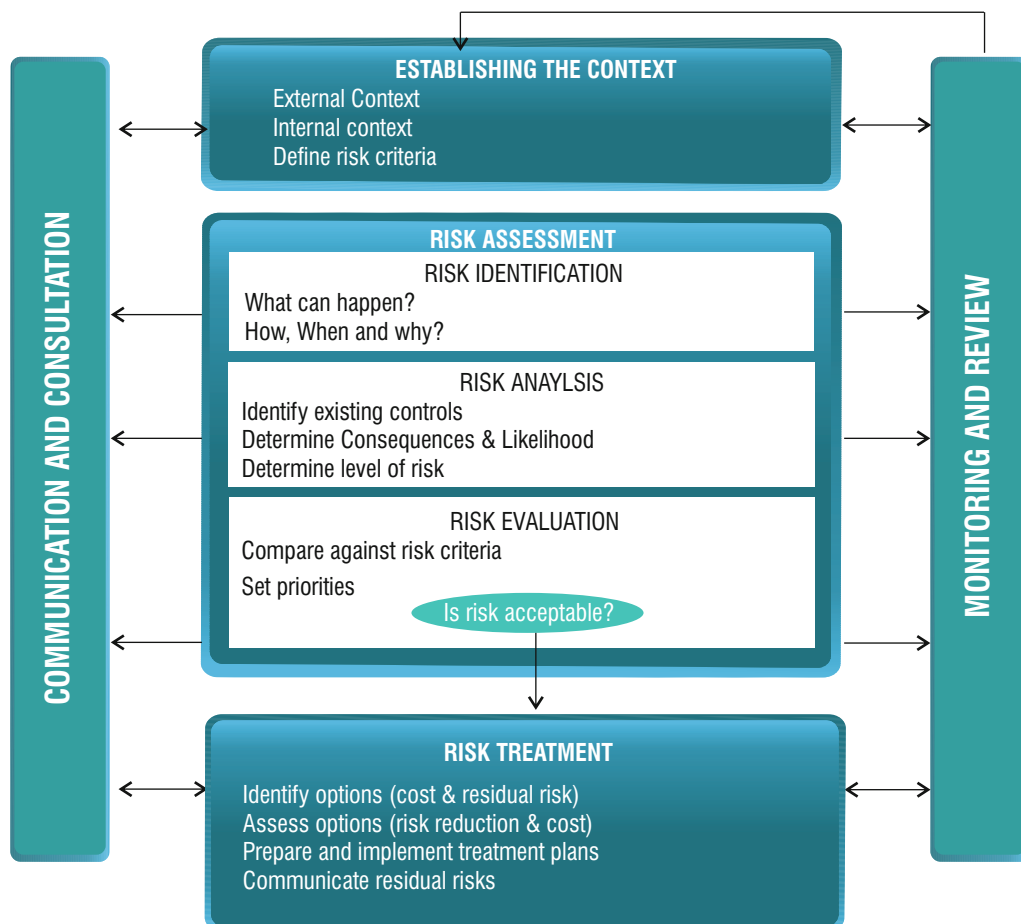 COMMUNICATION AND CONSULTATION
ESTABLISHING THE CONTEXT
External Context
Internal context
Define risk criteria
RISK ASSESSMENT
RISK IDENTIFICATION
What can happen?
How, When and why?
RISK ANAYLSIS
Identify existing controls
Determine Consequences & Likelihood
Determine level of risk
RISK EVALUATION
Compare against risk criteria
Set priorities
Is risk acceptable?
RISK TREATMENT
Identify options (cost & residual risk)
Assess options (risk reduction & cost)
Prepare and implement treatment plans
Communicate residual risks
MONITORING AND REVIEW